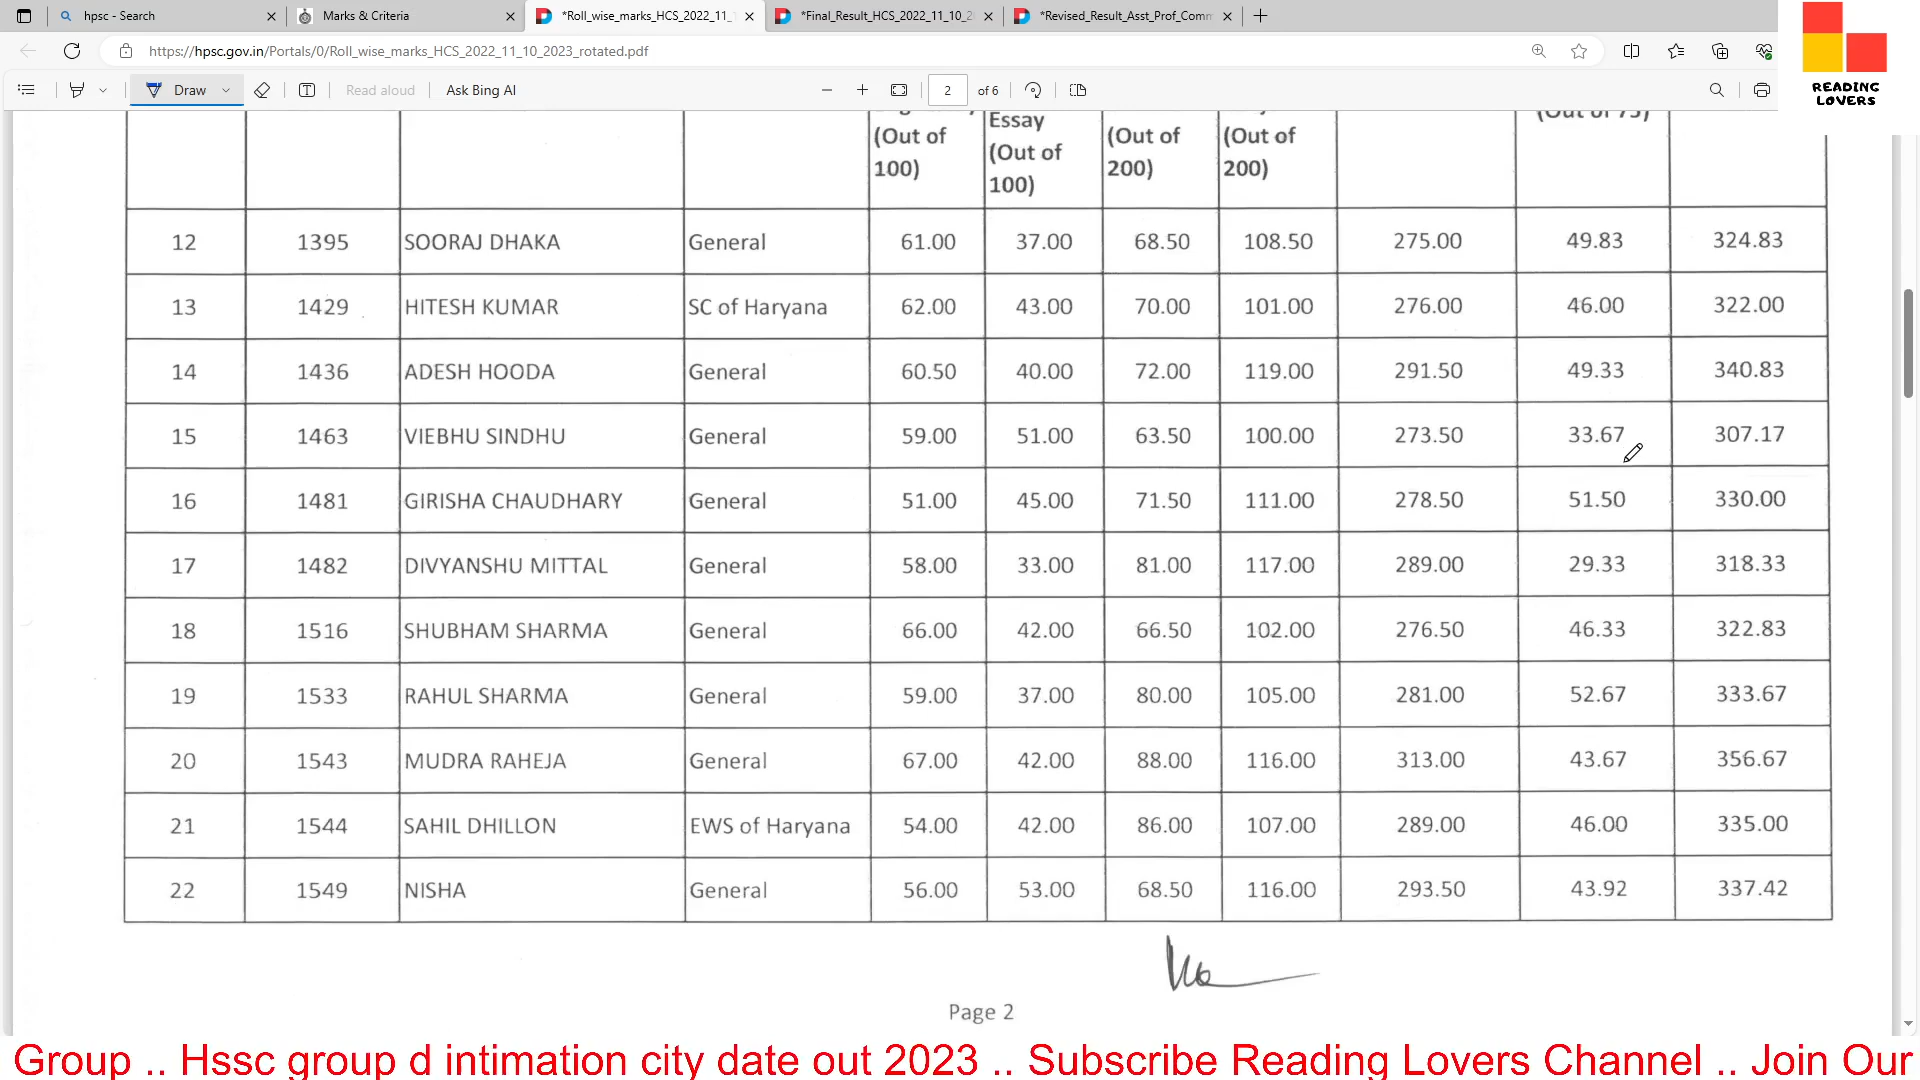 hpsc - Search
Marks & Criteria
*Roll_wise_marks_HCS_2022_11_
*Final_Result_HCS_2022_11_10_2
*Revised_Result_Asst_Prof_Comm
https://hpsc.gov.in/Portals/0/Roll_wise_marks_HCS_2022_11_10_2023_rotated.pdf
READING
LOVERS
Draw
Read aloud
Ask Bing AI
2 of 6
(Out of 100)
Essay (Out of 100)
(Out of 200)
(Out of 200)
(Out of 75)
12 1395 SOORAJ DHAKA General 61.00 37.00 68.50 108.50 275.00 49.83 324.83
13 1429 HITESH KUMAR SC of Haryana 62.00 43.00 70.00 101.00 276.00 46.00 322.00
14 1436 ADESH HOODA General 60.50 40.00 72.00 119.00 291.50 49.33 340.83
15 1463 VIEBHU SINDHU General 59.00 51.00 63.50 100.00 273.50 33.67 307.17
16 1481 GIRISHA CHAUDHARY General 51.00 45.00 71.50 111.00 278.50 51.50 330.00
17 1482 DIVYANSHU MITTAL General 58.00 33.00 81.00 117.00 289.00 29.33 318.33
18 1516 SHUBHAM SHARMA General 66.00 42.00 66.50 102.00 276.50 46.33 322.83
19 1533 RAHUL SHARMA General 59.00 37.00 80.00 105.00 281.00 52.67 333.67
20 1543 MUDRA RAHEJA General 67.00 42.00 88.00 116.00 313.00 43.67 356.67
21 1544 SAHIL DHILLON EWS of Haryana 54.00 42.00 86.00 107.00 289.00 46.00 335.00
22 1549 NISHA General 56.00 53.00 68.50 116.00 293.50 43.92 337.42
Page 2
Group .. Hssc group d intimation city date out 2023 .. Subscribe Reading Lovers Channel .. Join Our